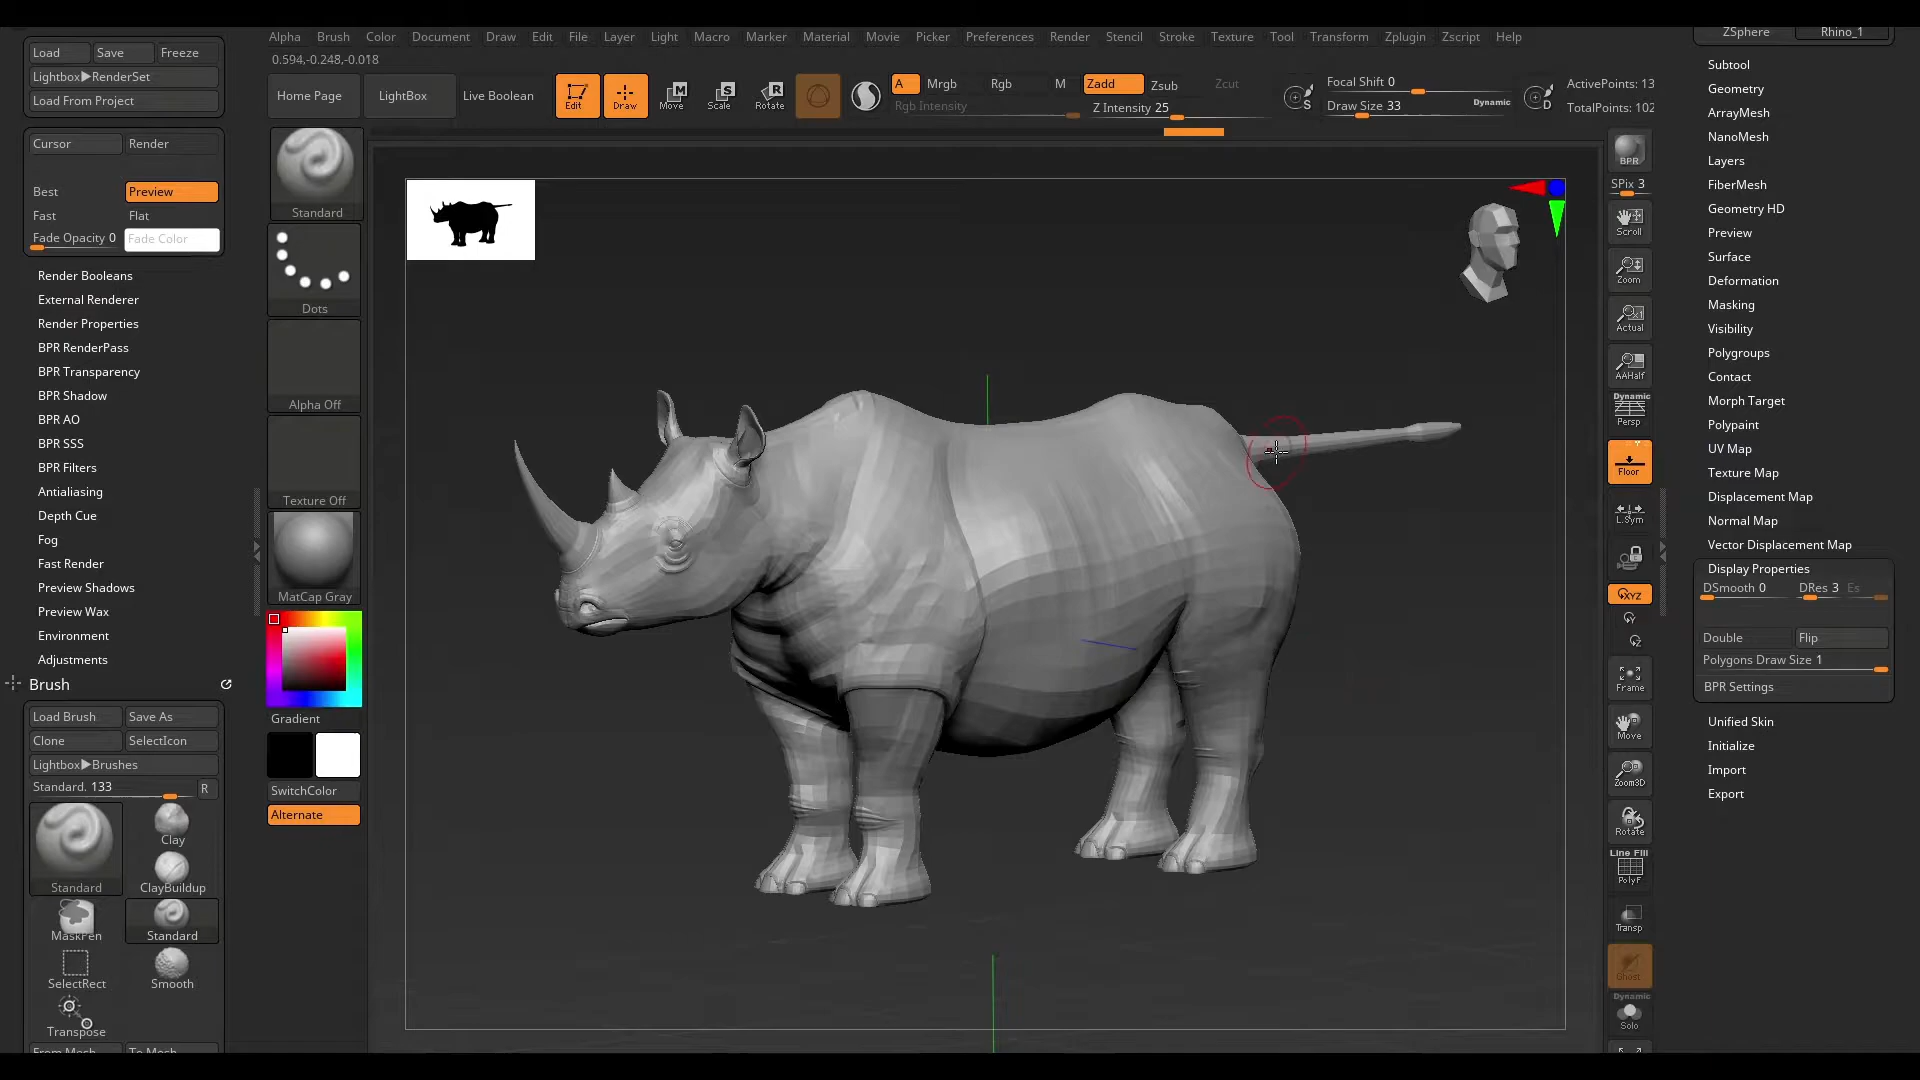 Alpha Brush Color Document Draw Edit File Layer Light Macro Marker Material Movie Picker Preferences Render Stencil Stroke Texture Tool Transform Zplugin Zscript Help
0.594,-0.248,-0.018
Load Save Freeze
Lightbox▶RenderSet
Load From Project
Cursor Render
Best Preview
Fast Flat
Fade Opacity 0 Fade Color
Render Booleans
External Renderer
Render Properties
BPR RenderPass
BPR Transparency
BPR Shadow
BPR AO
BPR SSS
BPR Filters
Antialiasing
Depth Cue
Fog
Fast Render
Preview Shadows
Preview Wax
Environment
Adjustments
Brush
Load Brush Save As
Clone SelectIcon
Lightbox▶Brushes
Standard. 133 R
Clay
Standard ClayBuildup
MaskPen Standard
SelectRect Smooth
Transpose
From Mesh To Mesh
Home Page LightBox Live Boolean
Edit Draw Move Scale Rotate
A Mrgb Rgb M Zadd Zsub Zcut
Rgb Intensity Z Intensity 25
S Focal Shift 0
Draw Size 33 Dynamic
D ActivePoints: 13
TotalPoints: 102
Standard
Dots
Alpha Off
Texture Off
MatCap Gray
Gradient
SwitchColor
Alternate
BPR
SPix 3
Scroll
Zoom
Actual
AAHalf
Dynamic
Persp
Floor
L.Sym
XYZ
Y
Z
Frame
Move
Zoom3D
Rotate
Line Fill
PolyF
Transp
Ghost
Dynamic
Solo
ZSphere Rhino_1
Subtool
Geometry
ArrayMesh
NanoMesh
Layers
FiberMesh
Geometry HD
Preview
Surface
Deformation
Masking
Visibility
Polygroups
Contact
Morph Target
Polypaint
UV Map
Texture Map
Displacement Map
Normal Map
Vector Displacement Map
Display Properties
DSmooth 0 DRes 3 Es
Double Flip
Polygons Draw Size 1
BPR Settings
Unified Skin
Initialize
Import
Export